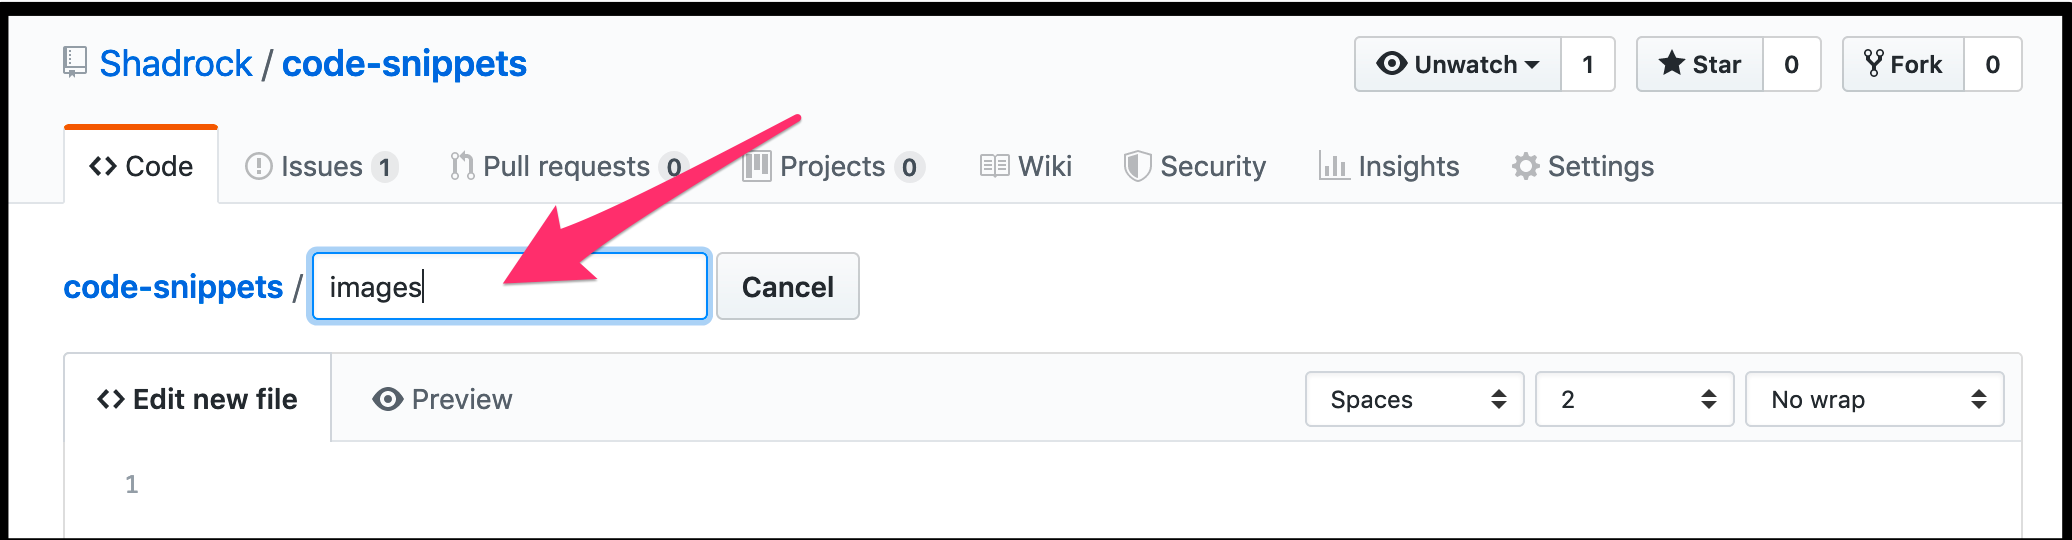 Shadrock / code-snippets Unwatch 1 Star 0 Fork 0
Code Issues 1 Pull requests 0 Projects 0 Wiki Security Insights Settings
code-snippets / images Cancel
Edit new file Preview Spaces 2 No wrap
1